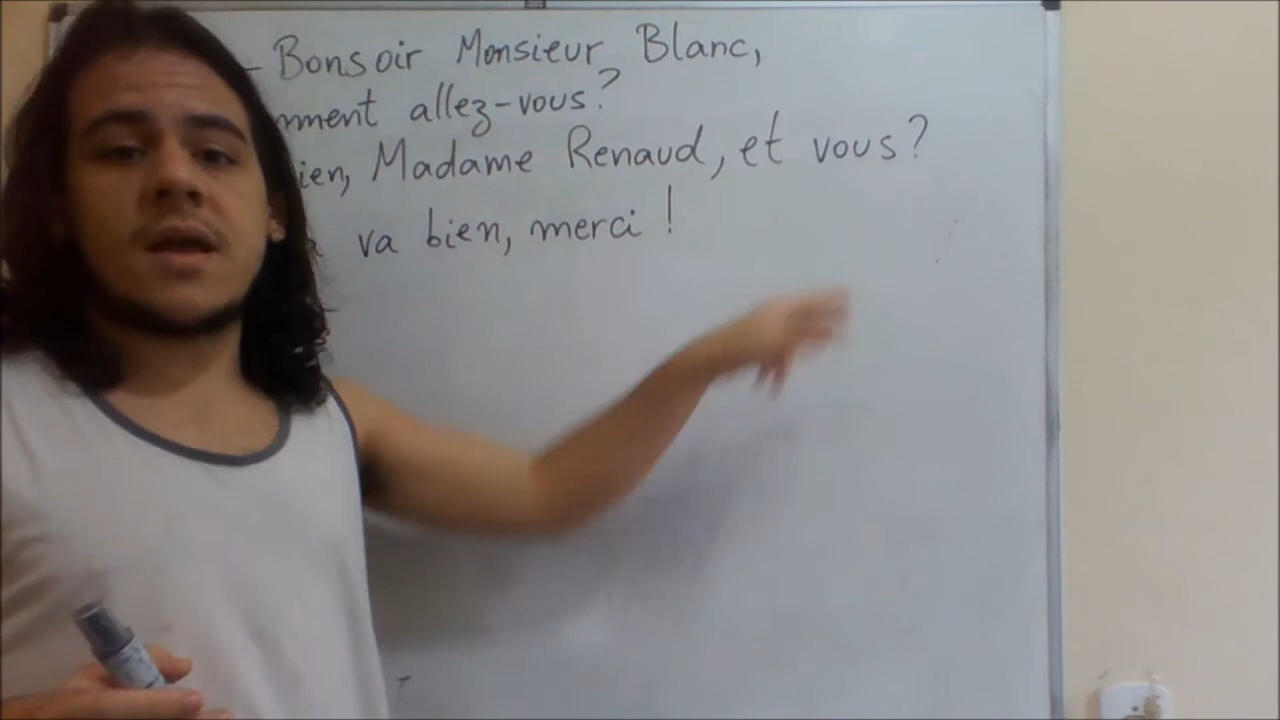 - Bonsoir Monsieur Blanc,
mment allez-vous?
ien, Madame Renaud, et vous?
va bien, merci!